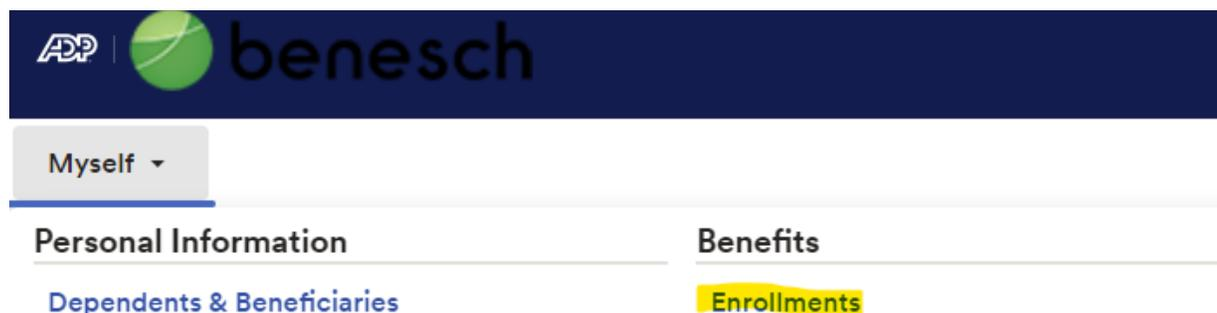 ADP benesch
Myself
Personal Information
Benefits
Dependents & Beneficiaries
Enrollments